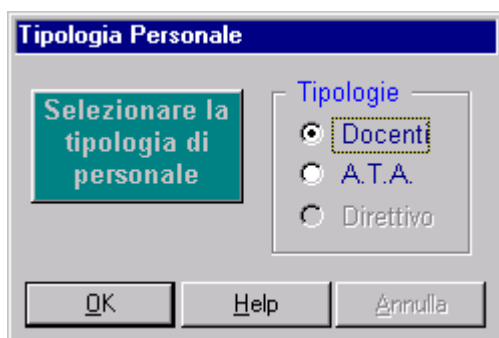 Tipologia Personale
Selezionare la
tipologia di
personale
Tipologie
Docenti
A.T.A.
Direttivo
OK Help Annulla